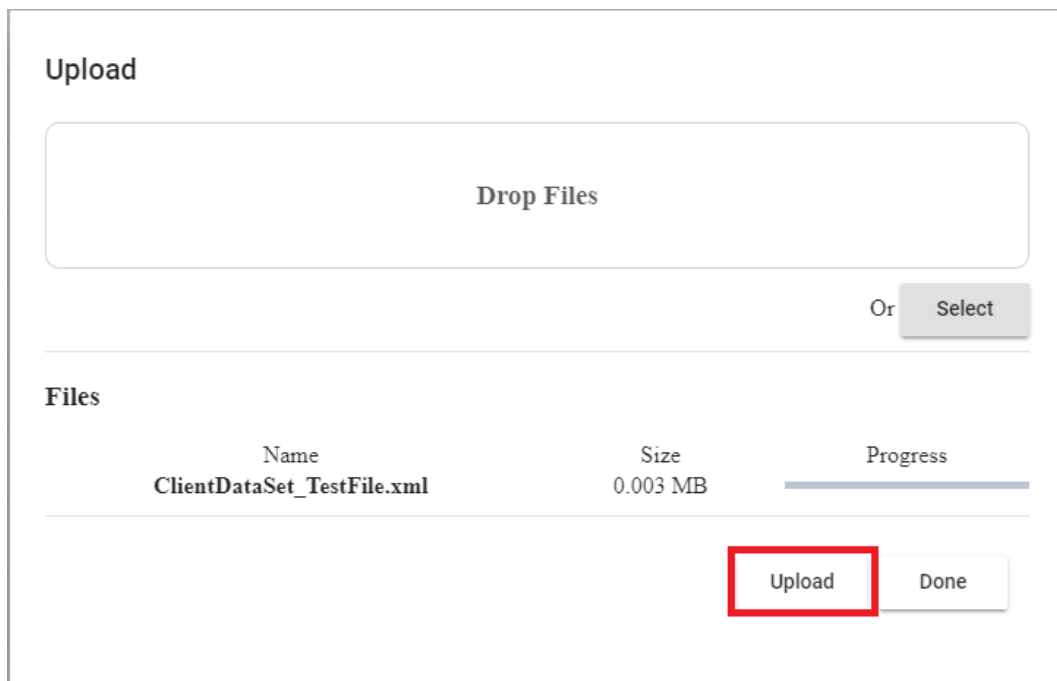 Upload
Drop Files
Or Select
Files
Name Size Progress
ClientDataSet_TestFile.xml 0.003 MB
Upload Done